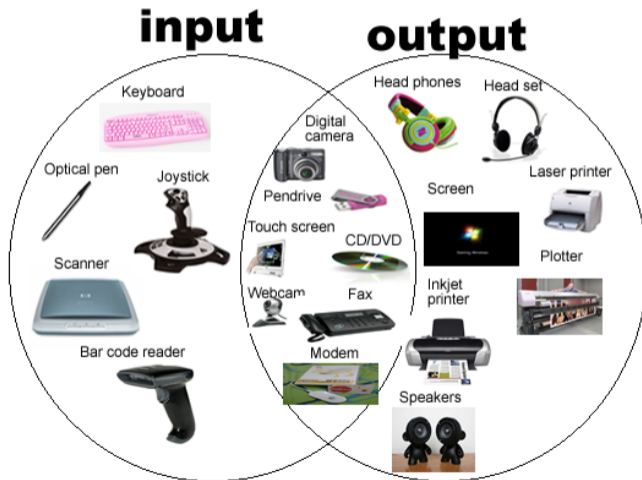 input
output
Keyboard
Optical pen
Joystick
Scanner
Bar code reader
Digital
camera
Pendrive
Touch screen
CD/DVD
Webcam
Fax
Modem
Head phones
Head set
Laser printer
Screen
Plotter
Inkjet
printer
Speakers